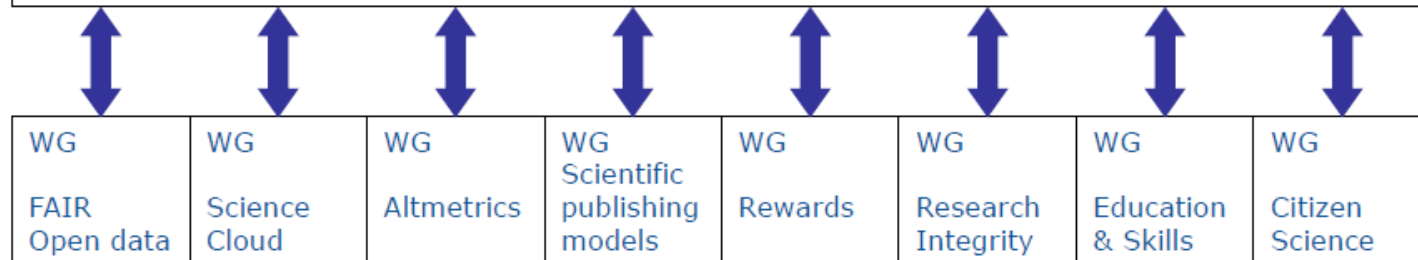 WG
FAIR
Open data
WG
Science
Cloud
WG
Altmetrics
WG
Scientific
publishing
models
WG
Rewards
WG
Research
Integrity
WG
Education
& Skills
WG
Citizen
Science